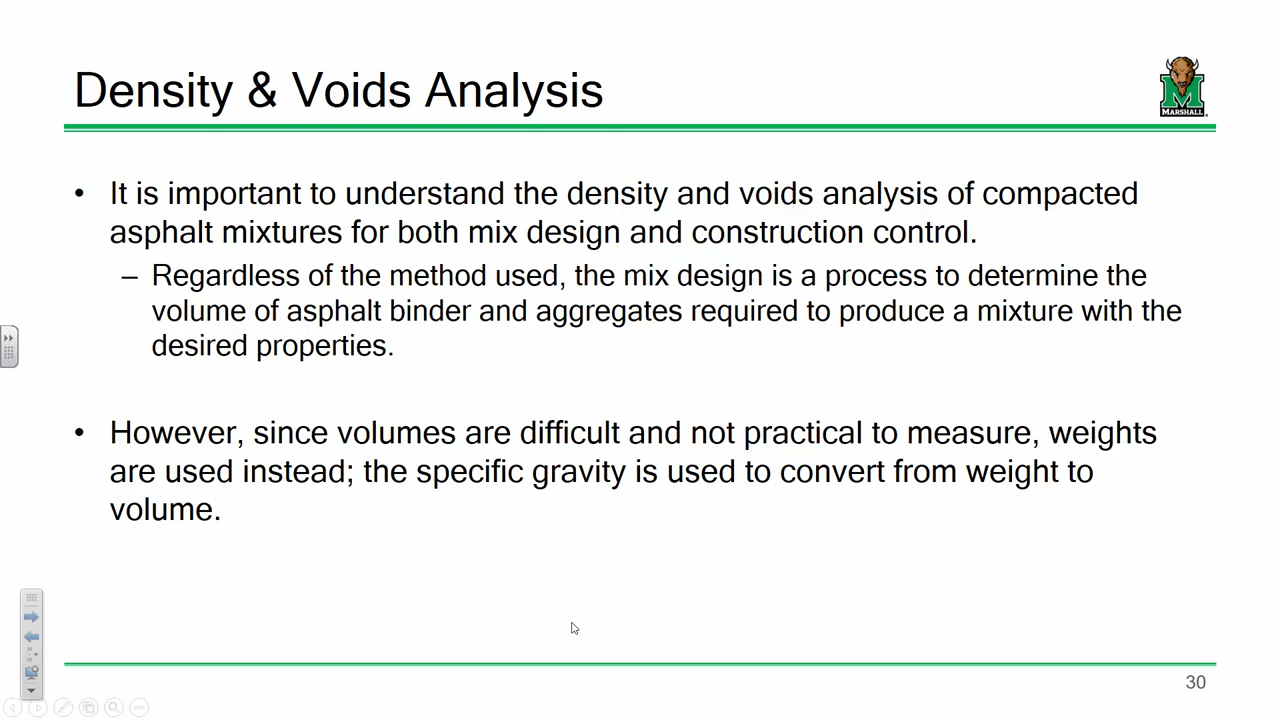 Density & Voids Analysis
MARSHALL
• It is important to understand the density and voids analysis of compacted
asphalt mixtures for both mix design and construction control.
– Regardless of the method used, the mix design is a process to determine the
volume of asphalt binder and aggregates required to produce a mixture with the
desired properties.
• However, since volumes are difficult and not practical to measure, weights
are used instead; the specific gravity is used to convert from weight to
volume.
30